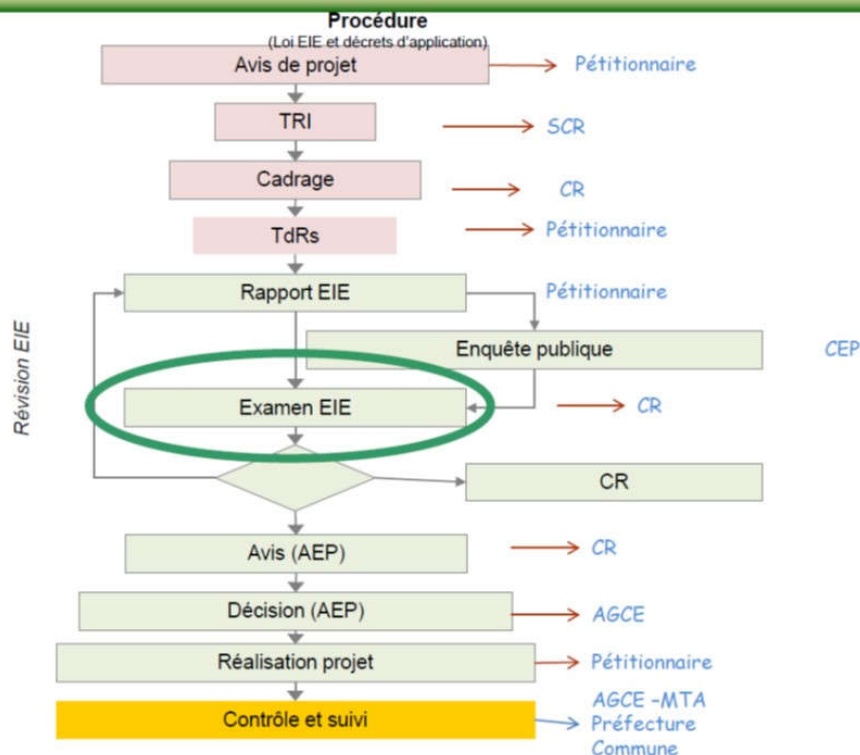 Procédure
(Loi EIE et décrets d'application)
Avis de projet
Pétitionnaire
TRI
SCR
Cadrage
CR
TdRs
Pétitionnaire
Rapport EIE
Pétitionnaire
Révision EIE
Enquête publique
CEP
Examen EIE
CR
CR
Avis (AEP)
CR
Décision (AEP)
AGCE
Réalisation projet
Pétitionnaire
Contrôle et suivi
AGCE -MTA
Préfecture
Commune